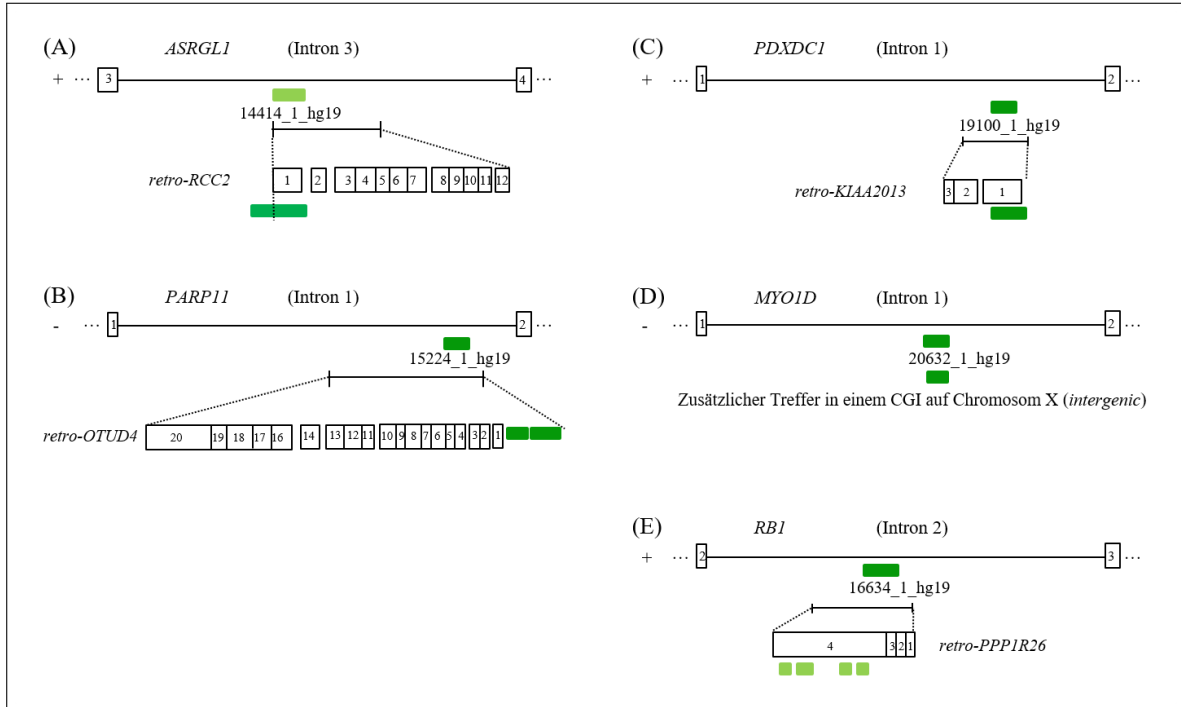 (A) ASRGL1 (Intron 3)
+ ... 3 4 ...
14414_1_hg19
retro-RCC2 1 2 3 4 5 6 7 8 9 10 11 12
(B) PARP11 (Intron 1)
- ... 1 2 ...
15224_1_hg19
retro-OTUD4 20 19 18 17 16 14 13 12 11 10 9 8 7 6 5 4 3 2 1
(C) PDXDC1 (Intron 1)
+ ... 1 2 ...
19100_1_hg19
retro-KIAA2013 3 2 1
(D) MYO1D (Intron 1)
- ... 1 2 ...
20632_1_hg19
Zusätzlicher Treffer in einem CGI auf Chromosom X (intergenic)
(E) RB1 (Intron 2)
+ ... 2 3 ...
16634_1_hg19
4 3 2 1 retro-PPP1R26